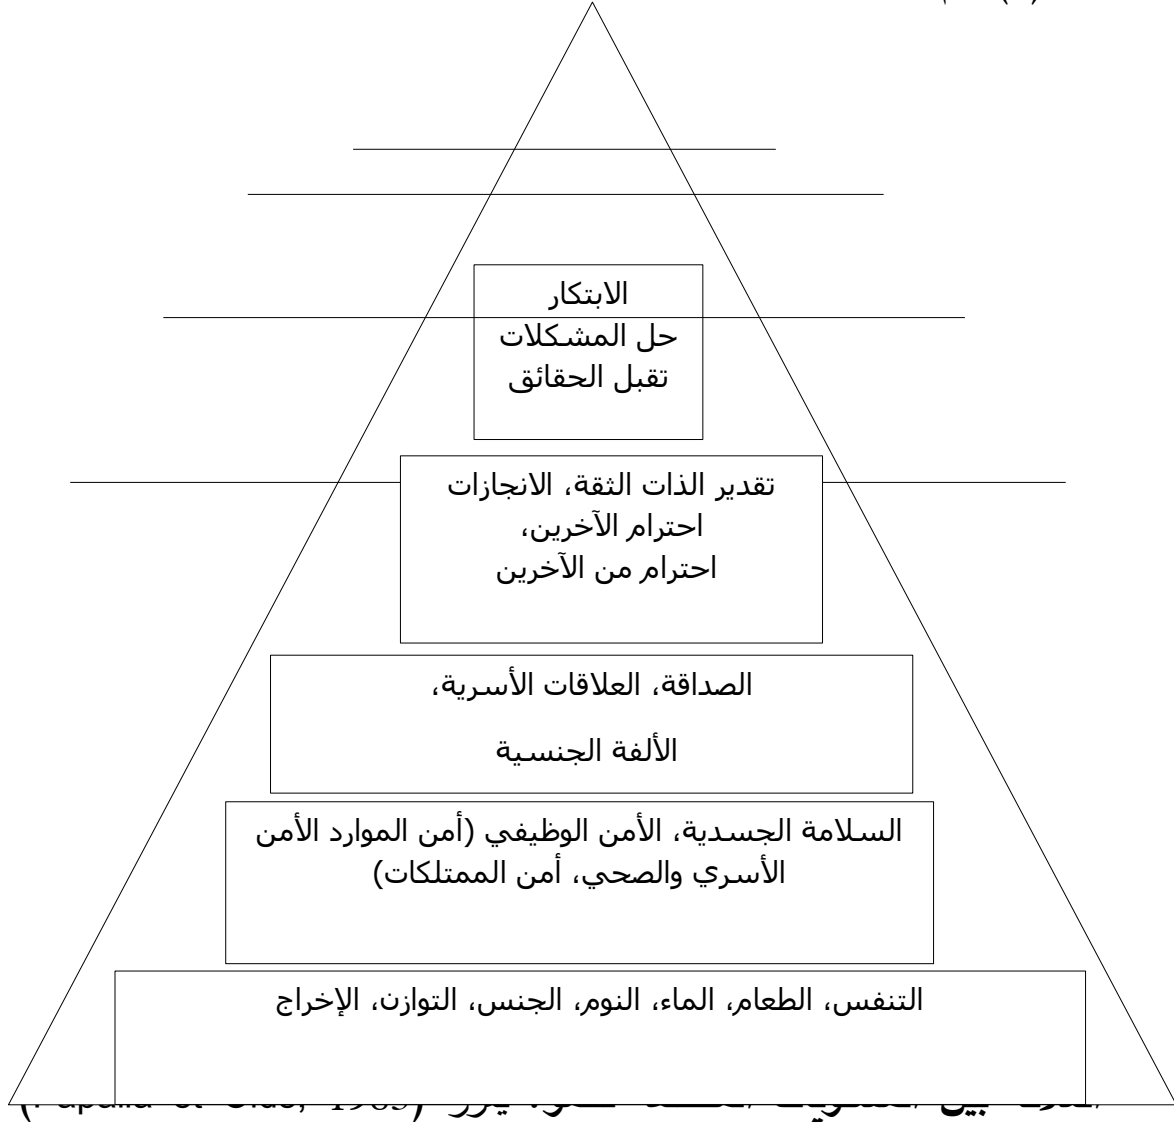 الابتكار
حل المشكلات
تقبل الحقائق
تقدير الذات الثقة، الانجازات
احترام الآخرين،
احترام من الآخرين
الصداقة، العلاقات الأسرية،
الألفة الجنسية
السلامة الجسدية، الأمن الوظيفي (أمن الموارد الأمن
الأسري والصحي، أمن الممتلكات)
التنفس، الطعام، الماء، النوم، الجنس، التوازن، الإخراج